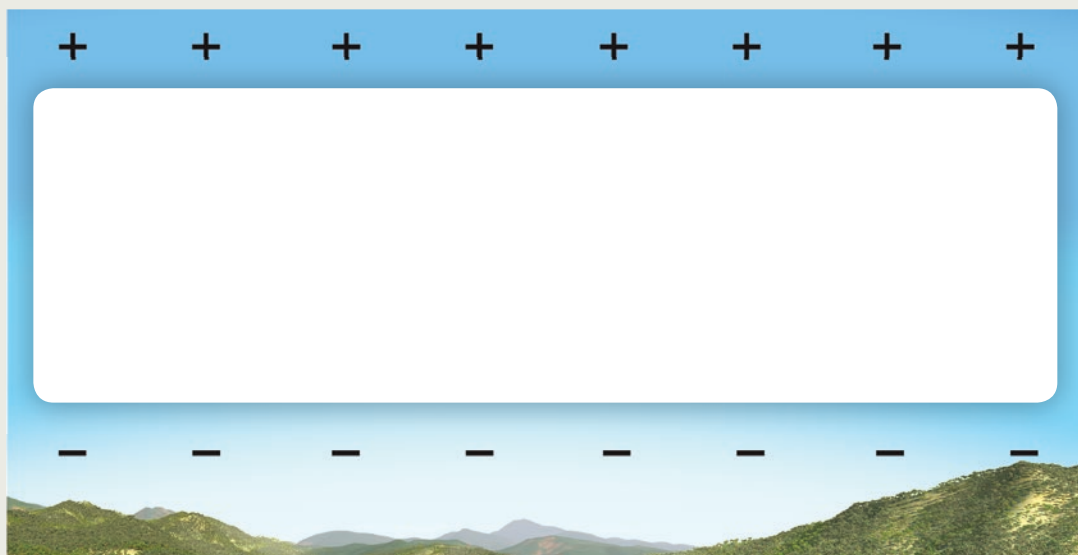 + + + + + + + +
− − − − − − − −